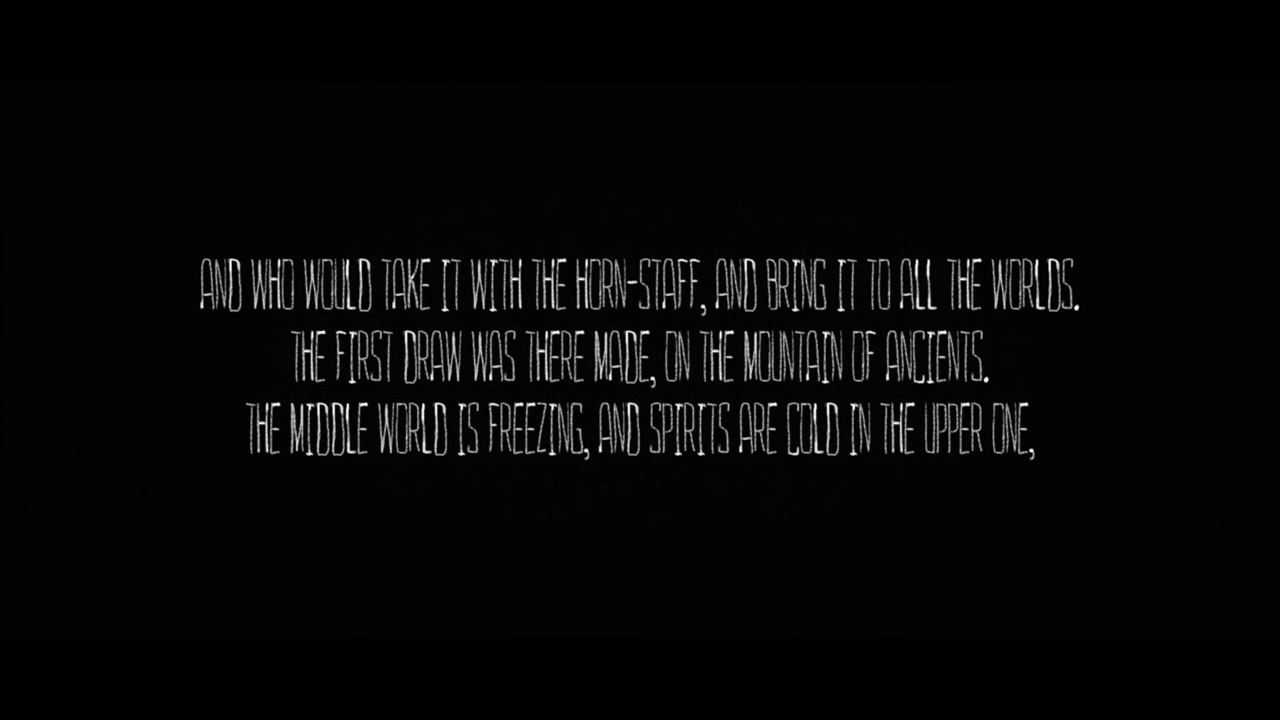 AND WHO WOULD TAKE IT WITH THE HORN-STAFF, AND BRING IT TO ALL THE WORLDS.
THE FIRST DRAW WAS THERE MADE, ON THE MOUNTAIN OF ANCIENTS.
THE MIDDLE WORLD IS FREEZING, AND SPIRITS ARE COLD IN THE UPPER ONE,